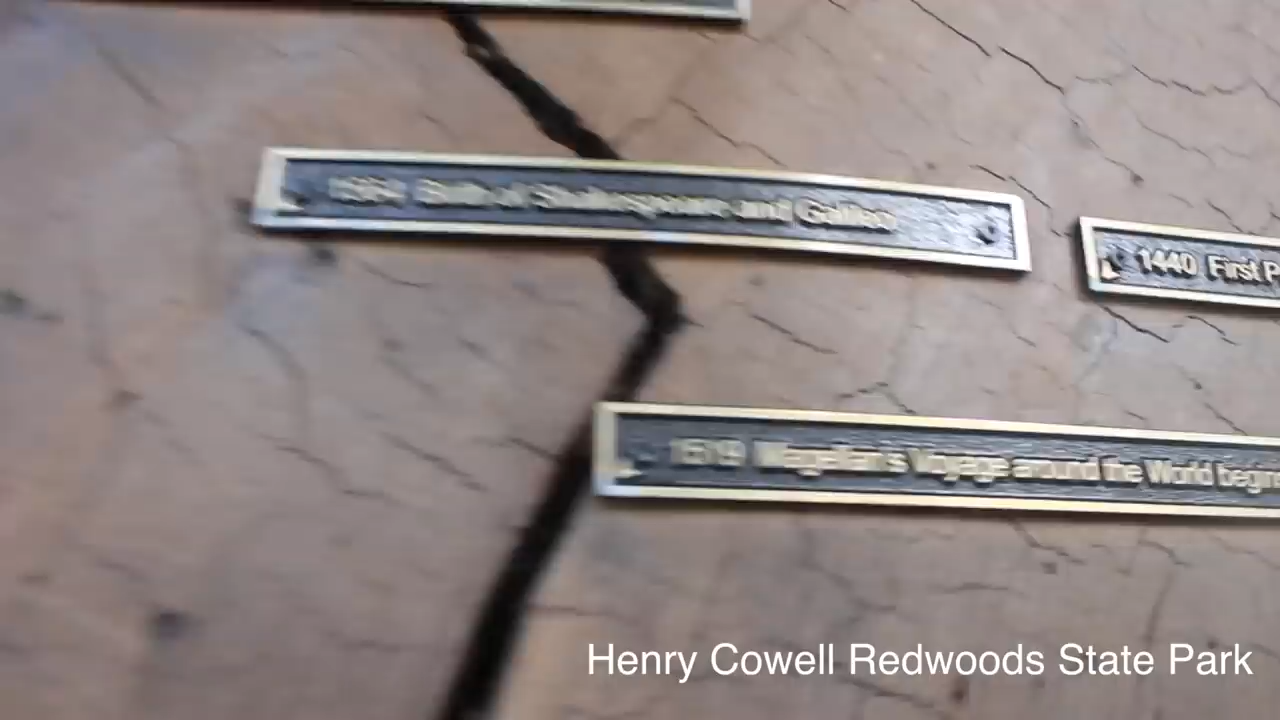 1564 Birth of Shakespeare and Galileo
1440 First P
1519 Magellan's Voyage around the World begin
Henry Cowell Redwoods State Park